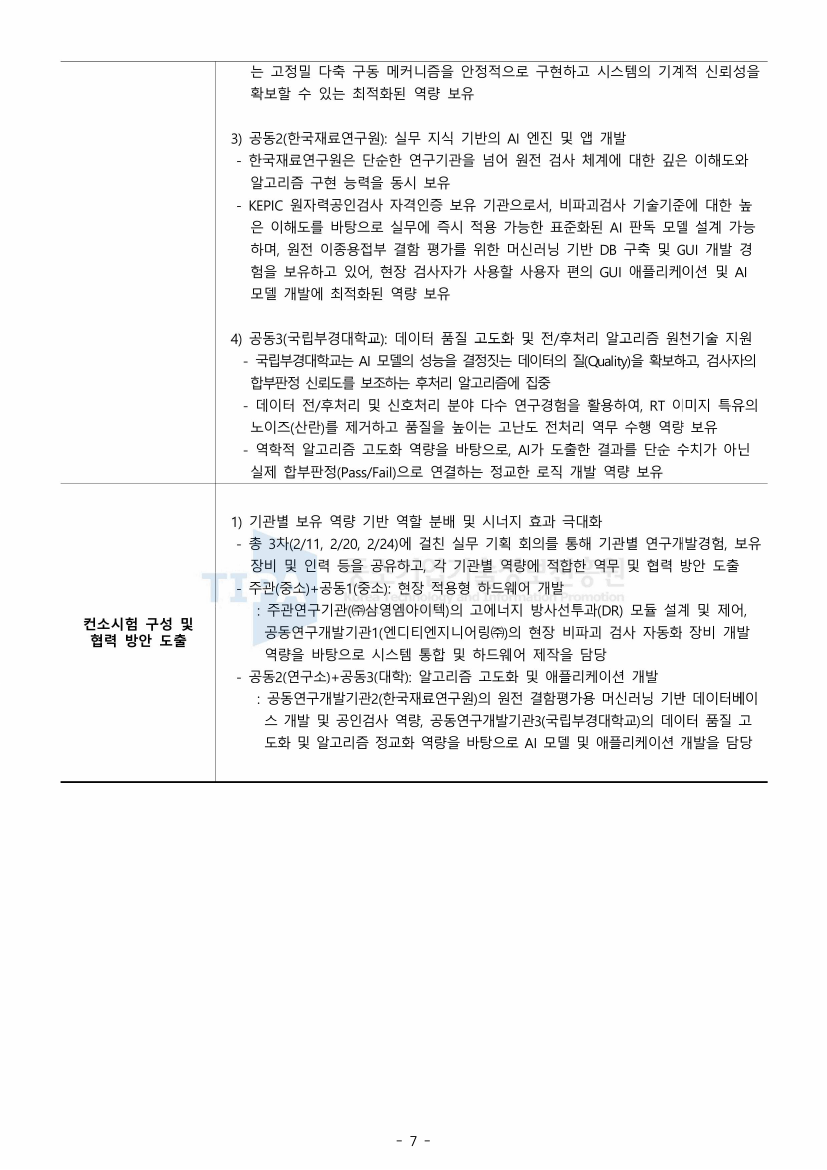 는 고정밀 다축 구동 메커니즘을 안정적으로 구현하고 시스템의 기계적 신뢰성을
확보할 수 있는 최적화된 역량 보유
3) 공동2(한국재료연구원): 실무 지식 기반의 AI 엔진 및 앱 개발
- 한국재료연구원은 단순한 연구기관을 넘어 원전 검사 체계에 대한 깊은 이해도와
알고리즘 구현 능력을 동시 보유
- KEPIC 원자력공인검사 자격인증 보유 기관으로서, 비파괴검사 기술기준에 대한 높
은 이해도를 바탕으로 실무에 즉시 적용 가능한 표준화된 AI 판독 모델 설계 가능
하며, 원전 이종용접부 결함 평가를 위한 머신러닝 기반 DB 구축 및 GUI 개발 경
험을 보유하고 있어, 현장 검사자가 사용할 사용자 편의 GUI 애플리케이션 및 AI
모델 개발에 최적화된 역량 보유
4) 공동3(국립부경대학교): 데이터 품질 고도화 및 전/후처리 알고리즘 원천기술 지원
- 국립부경대학교는 AI 모델의 성능을 결정짓는 데이터의 질(Quality)을 확보하고, 검사자의
합부판정 신뢰도를 보조하는 후처리 알고리즘에 집중
- 데이터 전/후처리 및 신호처리 분야 다수 연구경험을 활용하여, RT 이미지 특유의
노이즈(산란)를 제거하고 품질을 높이는 고난도 전처리 역무 수행 역량 보유
- 역학적 알고리즘 고도화 역량을 바탕으로, AI가 도출한 결과를 단순 수치가 아닌
실제 합부판정(Pass/Fail)으로 연결하는 정교한 로직 개발 역량 보유
컨소시험 구성 및
협력 방안 도출
1) 기관별 보유 역량 기반 역할 분배 및 시너지 효과 극대화
- 총 3차(2/11, 2/20, 2/24)에 걸친 실무 기획 회의를 통해 기관별 연구개발경험, 보유
장비 및 인력 등을 공유하고, 각 기관별 역량에 적합한 역무 및 협력 방안 도출
- 주관(중소)+공동1(중소): 현장 적용형 하드웨어 개발
: 주관연구기관(㈜삼영엠아이텍)의 고에너지 방사선투과(DR) 모듈 설계 및 제어,
공동연구개발기관1(엔디티엔지니어링㈜)의 현장 비파괴 검사 자동화 장비 개발
역량을 바탕으로 시스템 통합 및 하드웨어 제작을 담당
- 공동2(연구소)+공동3(대학): 알고리즘 고도화 및 애플리케이션 개발
: 공동연구개발기관2(한국재료연구원)의 원전 결함평가용 머신러닝 기반 데이터베이
스 개발 및 공인검사 역량, 공동연구개발기관3(국립부경대학교)의 데이터 품질 고
도화 및 알고리즘 정교화 역량을 바탕으로 AI 모델 및 애플리케이션 개발을 담당
TIPA
Korea Technology and Information Promotion
- 7 -